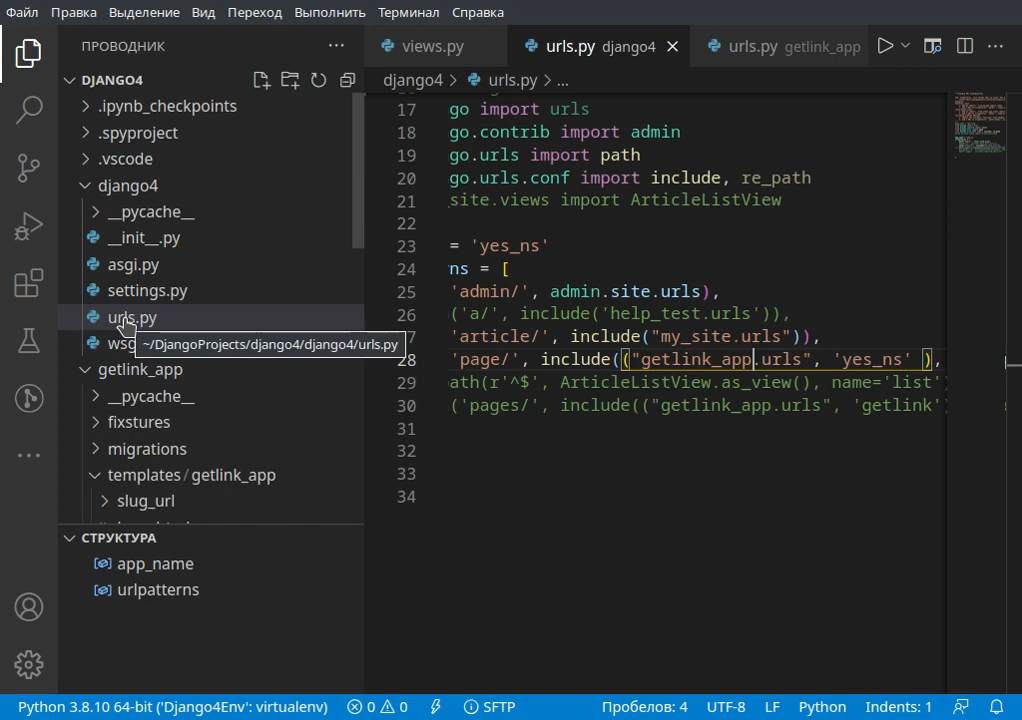 Файл Правка Выделение Вид Переход Выполнить Терминал Справка
ПРОВОДНИК
DJANGO4
.ipynb_checkpoints
.spyproject
.vscode
django4
__pycache__
__init__.py
asgi.py
settings.py
urls.py
wsg
~/DjangoProjects/django4/django4/urls.py
getlink_app
__pycache__
fixstures
migrations
templates/getlink_app
slug_url
СТРУКТУРА
app_name
urlpatterns
views.py
urls.py django4
urls.py getlink_app
django4 > urls.py > ...
17 go import urls
18 go.contrib import admin
19 go.urls import path
20 go.urls.conf import include, re_path
21 _site.views import ArticleListView
22
23 = 'yes_ns'
24 rns = [
25 'admin/', admin.site.urls),
26 ('a/', include('help_test.urls')),
7 'article/', include("my_site.urls")),
28 'page/', include(("getlink_app.urls", 'yes_ns' ),
29 path(r'^$', ArticleListView.as_view(), name='list')
30 ('pages/', include(("getlink_app.urls", 'getlink')
31
32
33
34
Python 3.8.10 64-bit ('Django4Env': virtualenv) 0 0 SFTP Пробелов: 4 UTF-8 LF Python Indents: 1